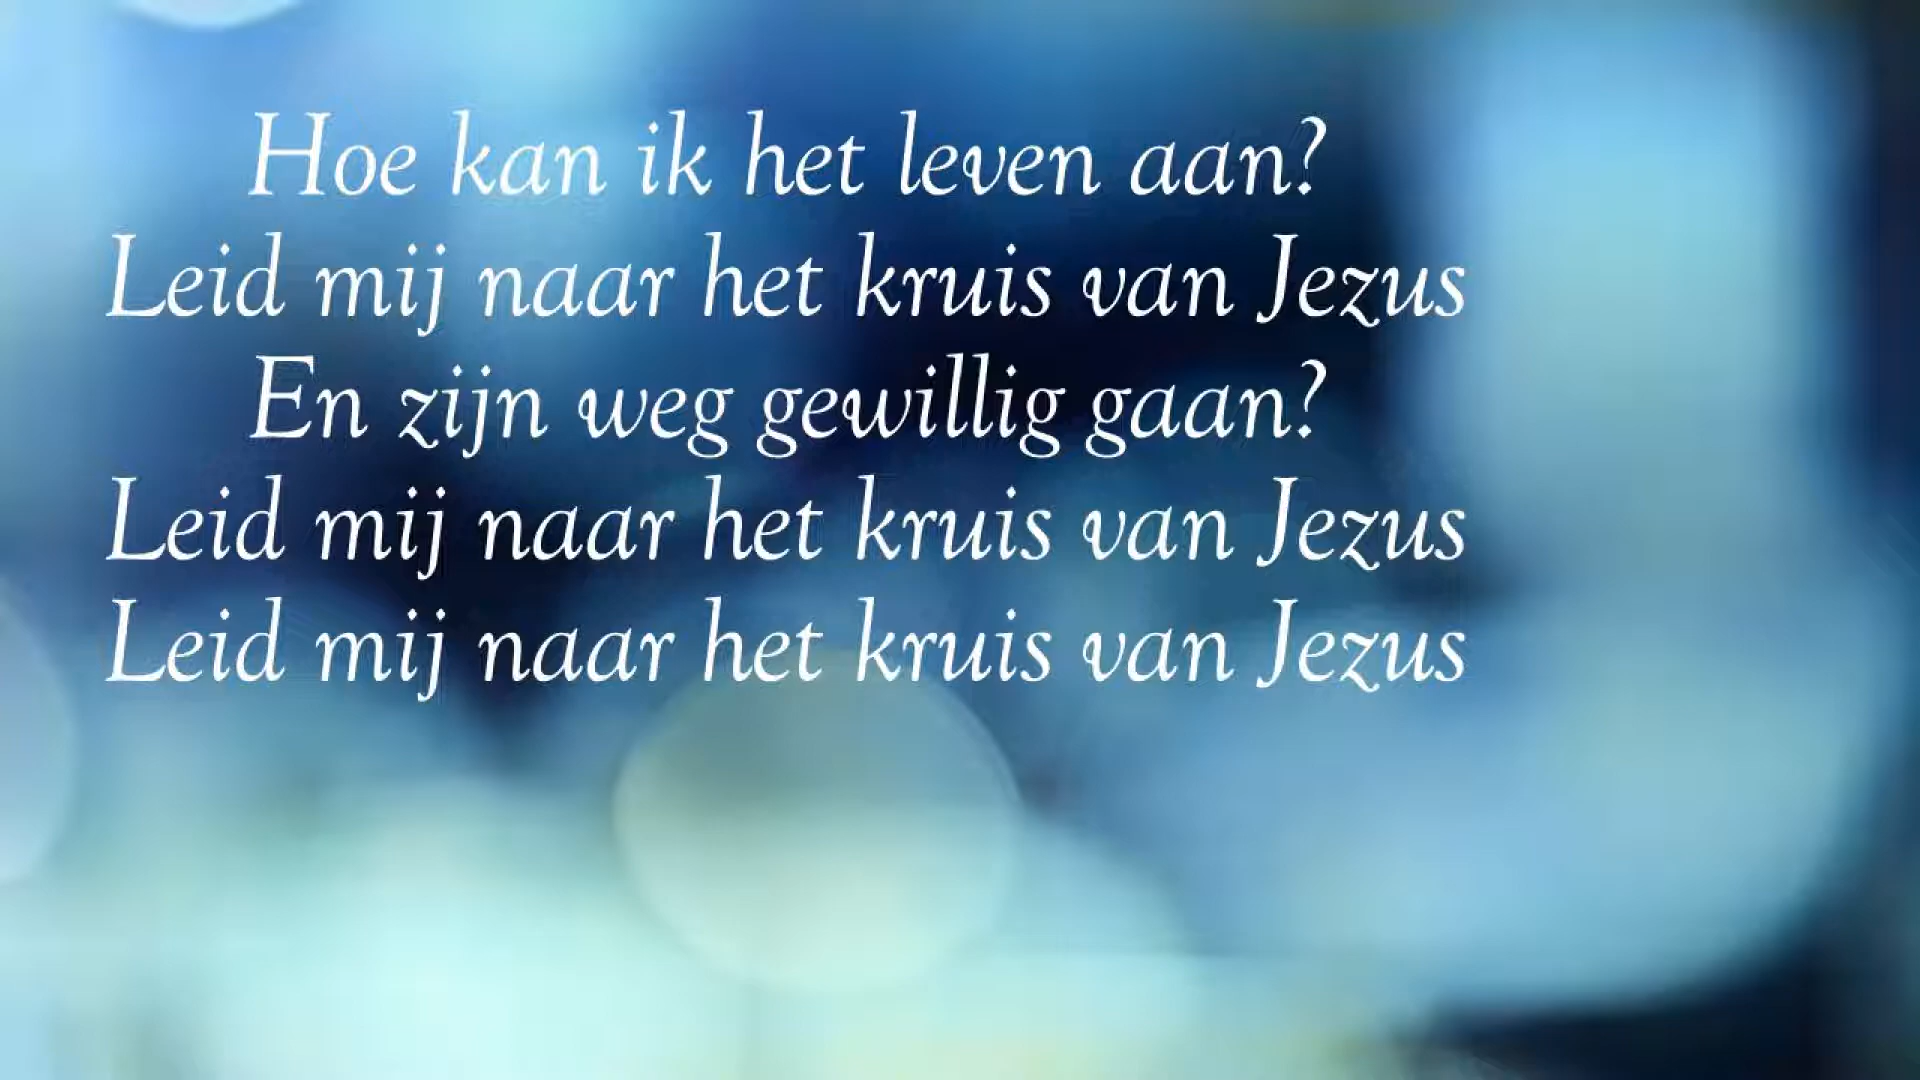 Hoe kan ik het leven aan?
Leid mij naar het kruis van Jezus
En zijn weg gewillig gaan?
Leid mij naar het kruis van Jezus
Leid mij naar het kruis van Jezus